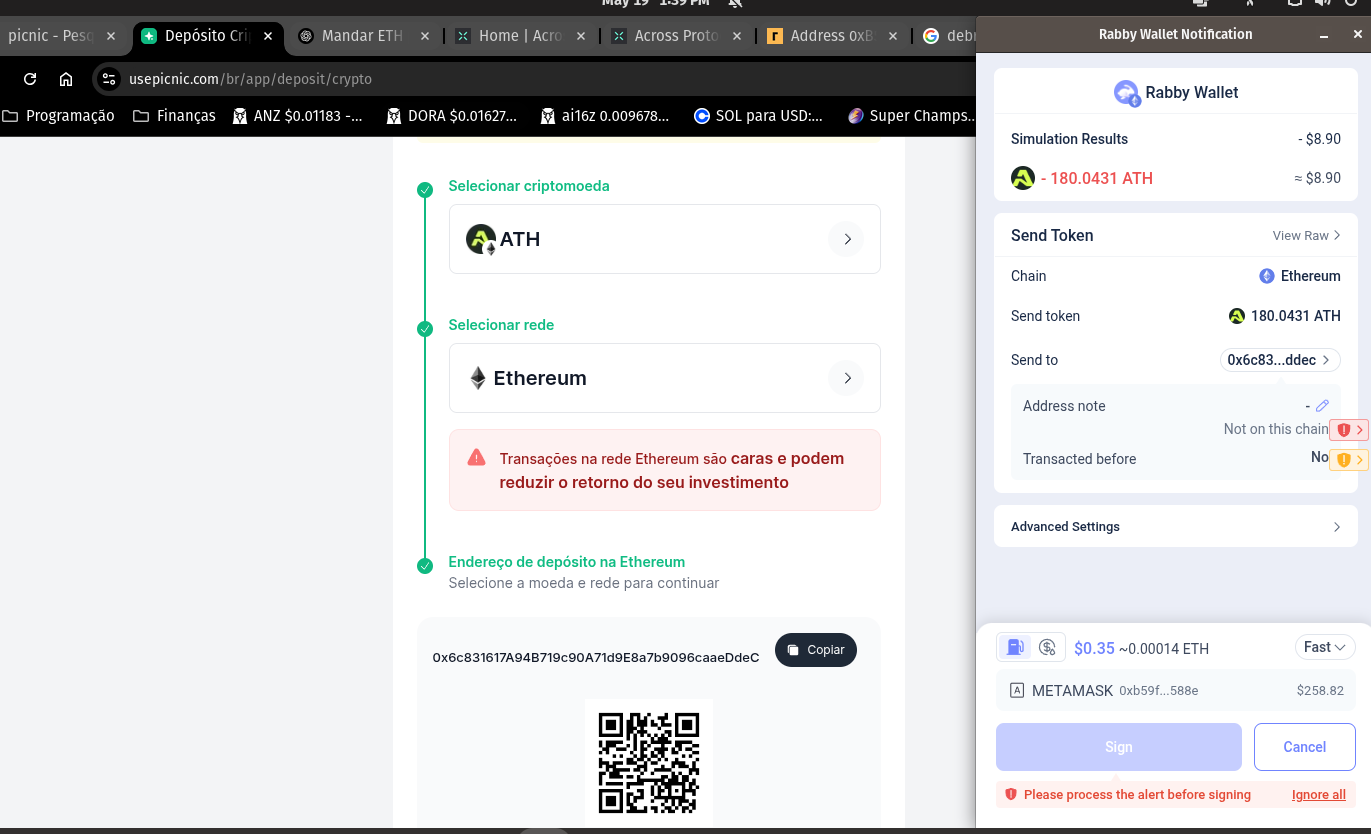 May 19 1:39 PM
picnic - Pesq
Depósito Cri
Mandar ETH
Home | Acro
Across Proto
Address 0xB
debr
usepicnic.com/br/app/deposit/crypto
Programação
Finanças
ANZ $0.01183 -...
DORA $0.01627...
ai16z 0.009678...
SOL para USD:...
Super Champs...
Selecionar criptomoeda
ATH
Selecionar rede
Ethereum
Transações na rede Ethereum são caras e podem
reduzir o retorno do seu investimento
Endereço de depósito na Ethereum
Selecione a moeda e rede para continuar
0x6c831617A94B719c90A71d9E8a7b9096caaeDdeC
Copiar
Rabby Wallet Notification
Rabby Wallet
Simulation Results - $8.90
- 180.0431 ATH ≈ $8.90
Send Token View Raw
Chain Ethereum
Send token 180.0431 ATH
Send to 0x6c83...ddec
Address note -
Not on this chain
Transacted before No
Advanced Settings
$0.35 ~0.00014 ETH Fast
A METAMASK 0xb59f...588e $258.82
Sign Cancel
Please process the alert before signing Ignore all